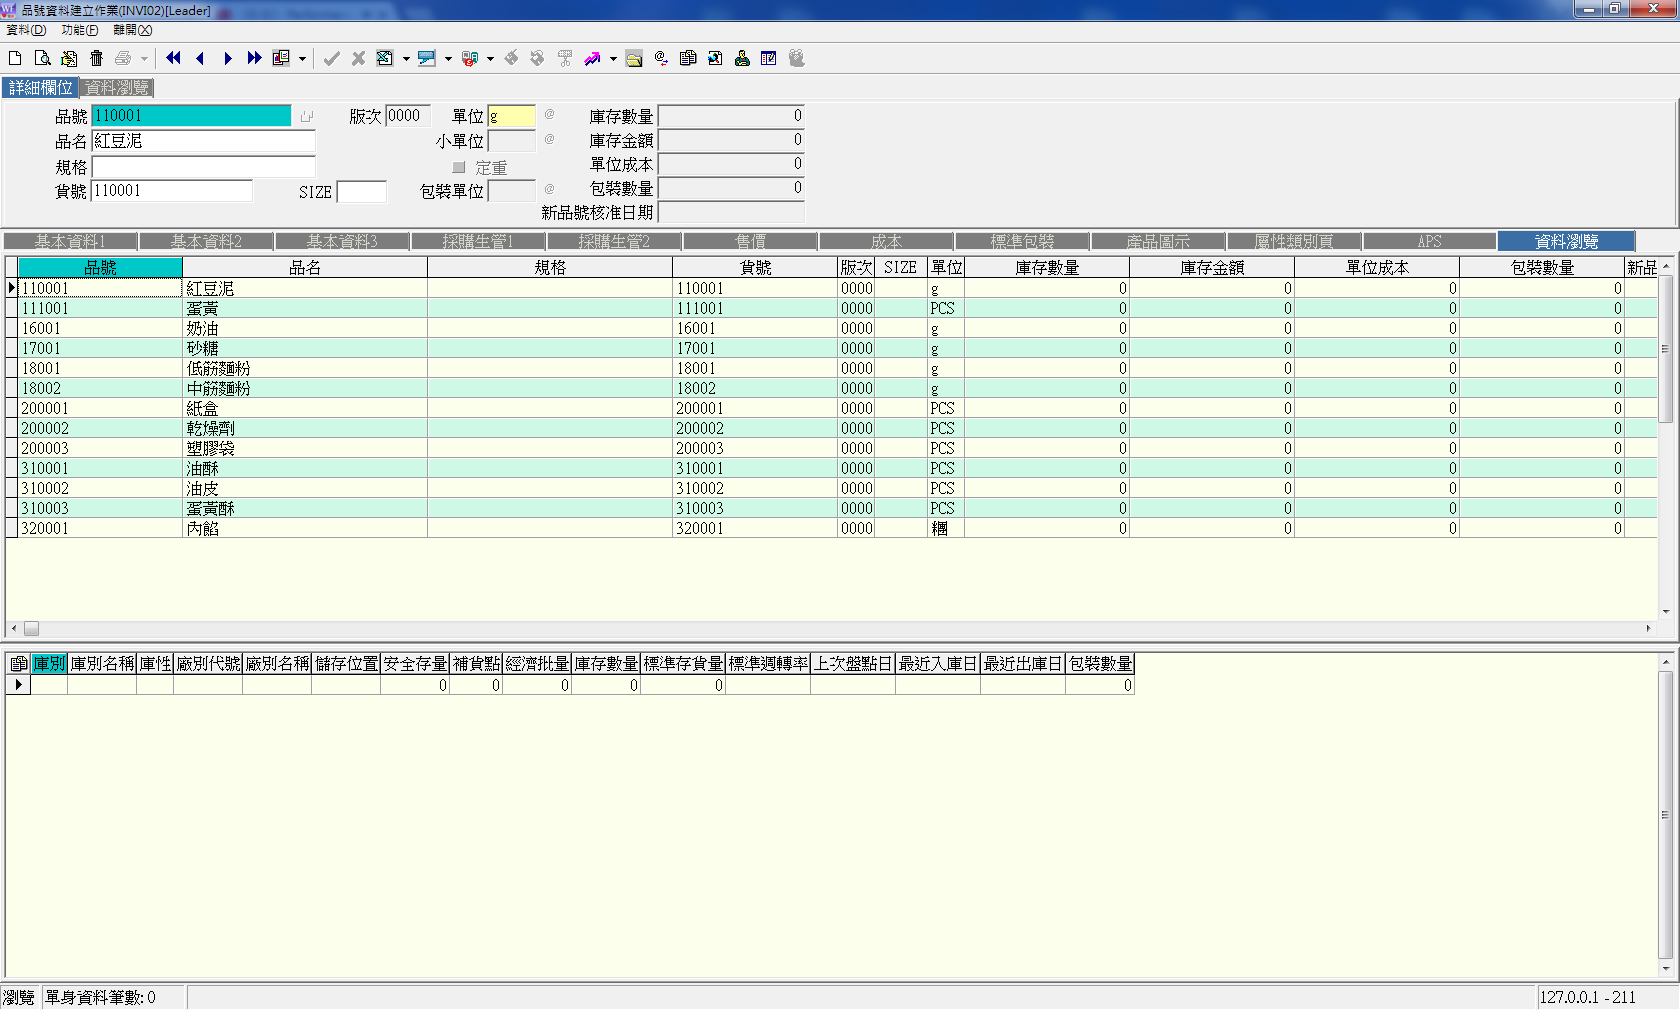 品號資料建立作業(INVI02)[Leader]
資料(D) 功能(F) 離開(X)
詳細欄位 資料瀏覽
品號 110001 版次 0000 單位 g @ 庫存數量 0
品名 紅豆泥 小單位 @ 庫存金額 0
規格 定重 單位成本 0
貨號 110001 SIZE 包裝單位 @ 包裝數量 0
新品號核准日期
基本資料1 基本資料2 基本資料3 採購生管1 採購生管2 售價 成本 標準包裝 產品圖示 屬性類別頁 APS 資料瀏覽
品號 品名 規格 貨號 版次 SIZE 單位 庫存數量 庫存金額 單位成本 包裝數量 新品
110001 紅豆泥 110001 0000 g 0 0 0 0
111001 蛋黃 111001 0000 PCS 0 0 0 0
16001 奶油 16001 0000 g 0 0 0 0
17001 砂糖 17001 0000 g 0 0 0 0
18001 低筋麵粉 18001 0000 g 0 0 0 0
18002 中筋麵粉 18002 0000 g 0 0 0 0
200001 紙盒 200001 0000 PCS 0 0 0 0
200002 乾燥劑 200002 0000 PCS 0 0 0 0
200003 塑膠袋 200003 0000 PCS 0 0 0 0
310001 油酥 310001 0000 PCS 0 0 0 0
310002 油皮 310002 0000 PCS 0 0 0 0
310003 蛋黃酥 310003 0000 PCS 0 0 0 0
320001 內餡 320001 0000 糰 0 0 0 0
庫別 庫別名稱 庫性 廠別代號 廠別名稱 儲存位置 安全存量 補貨點 經濟批量 庫存數量 標準存貨量 標準週轉率 上次盤點日 最近入庫日 最近出庫日 包裝數量
0 0 0 0 0 0
瀏覽 單身資料筆數: 0 127.0.0.1 - 211